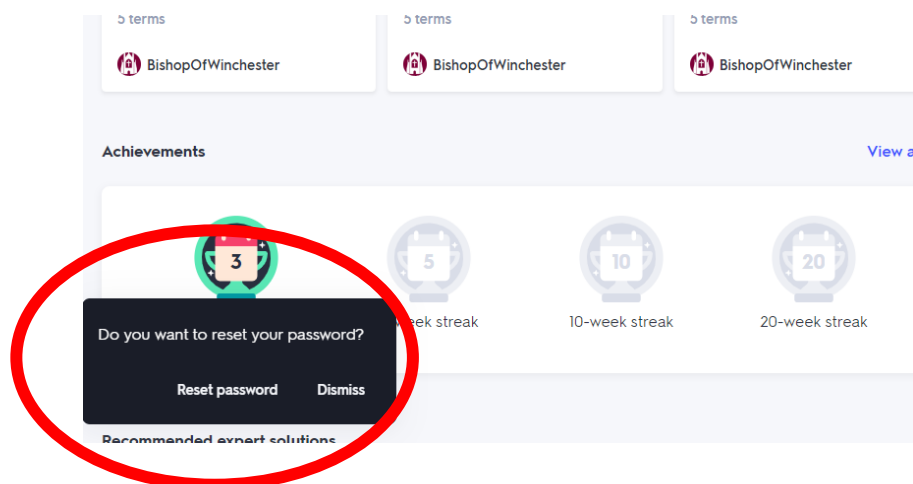 5 terms 5 terms 5 terms
BishopOfWinchester BishopOfWinchester BishopOfWinchester
Achievements View a
3 5 10 20
week streak 10-week streak 20-week streak
Do you want to reset your password?
Reset password Dismiss
Recommended expert solutions